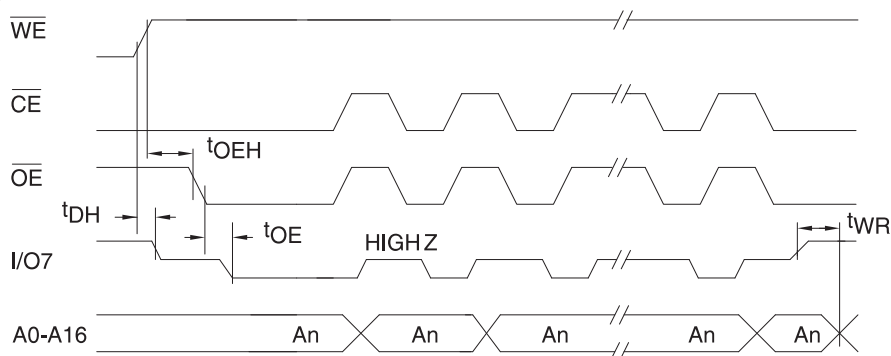 WE
CE
tOEH
OE
tDH
tOE
HIGH Z
tWR
I/O7
A0-A16
An An An An An